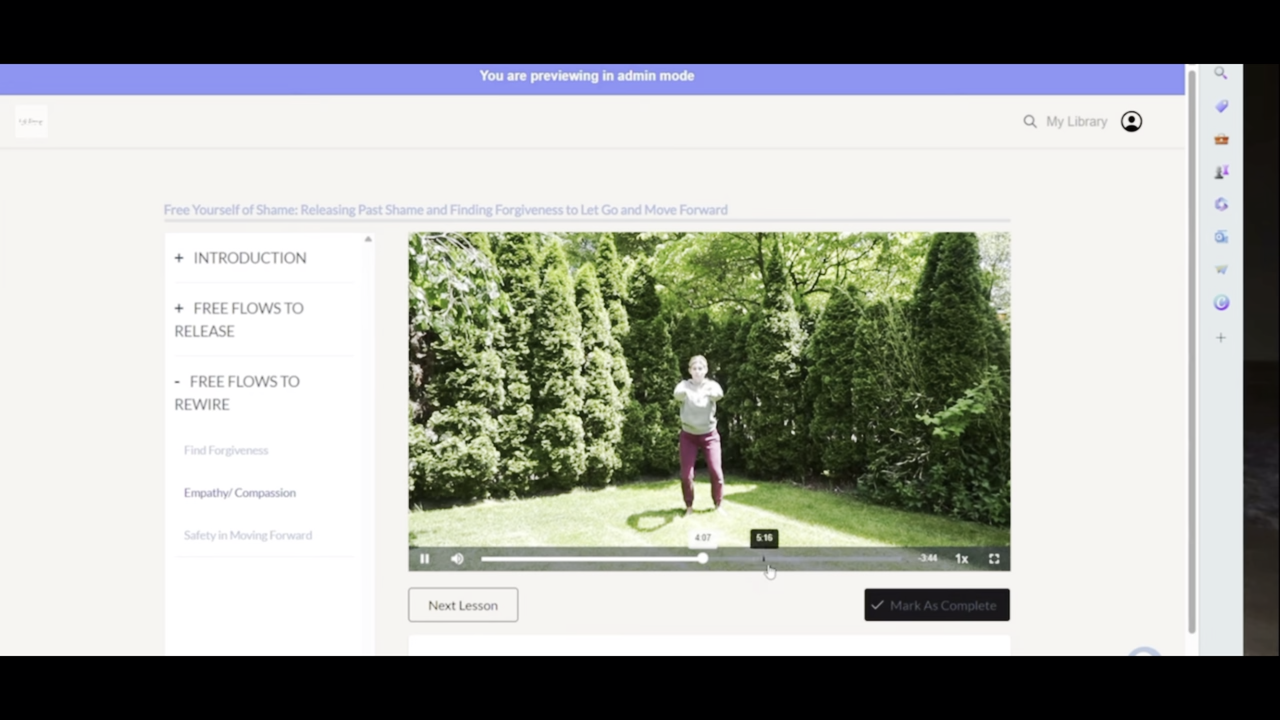 You are previewing in admin mode
My Library
Free Yourself of Shame: Releasing Past Shame and Finding Forgiveness to Let Go and Move Forward
+ INTRODUCTION
+ FREE FLOWS TO
RELEASE
- FREE FLOWS TO
REWIRE
Find Forgiveness
Empathy/ Compassion
Safety in Moving Forward
4:07
5:16
-3:44
1x
Next Lesson
Mark As Complete